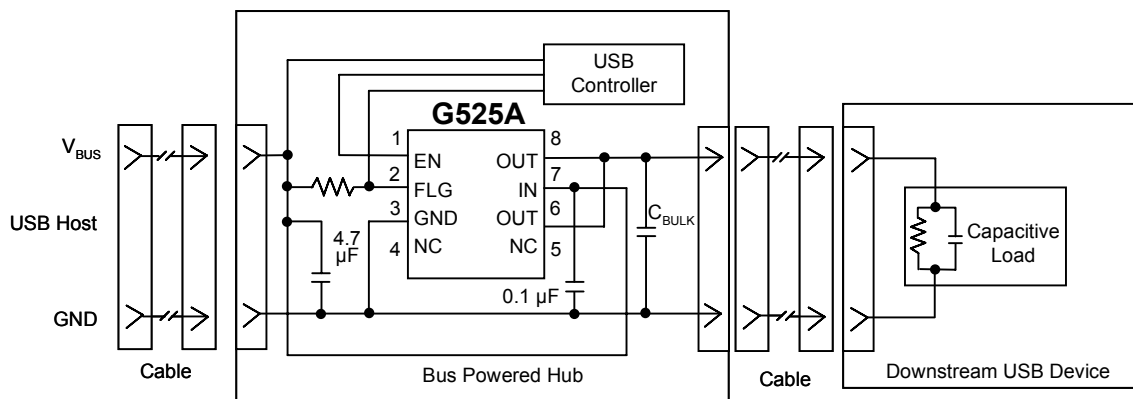 USB
Controller
G525A
1
EN
OUT
8
2
FLG
IN
7
3
GND
OUT
6
4
NC
NC
5
V_BUS
USB Host
GND
4.7
µF
0.1 µF
C_BULK
Capacitive
Load
Cable
Bus Powered Hub
Cable
Downstream USB Device